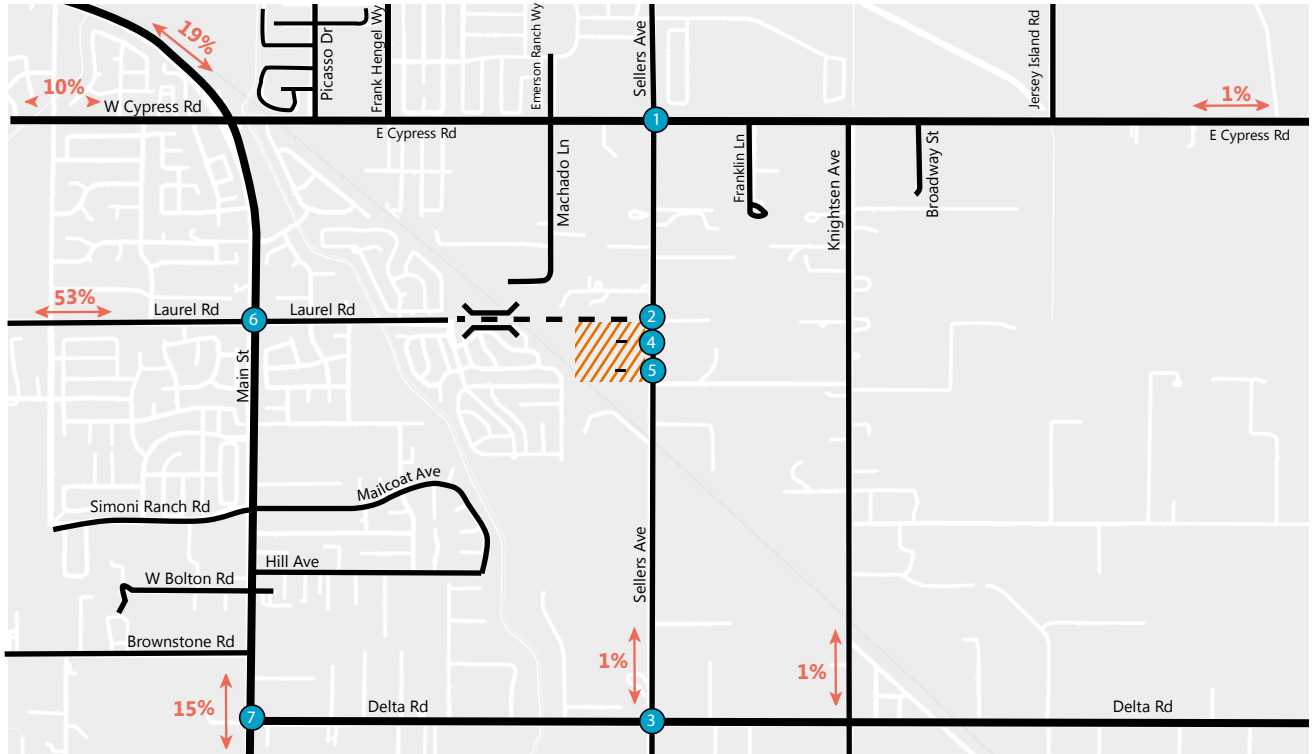 19%
10%
W Cypress Rd
Picasso Dr
Frank Hengel Wy
E Cypress Rd
Emerson Ranch Wy
Sellers Ave
1
Jersey Island Rd
1%
E Cypress Rd
Machado Ln
Franklin Ln
Knightsen Ave
Broadway St
53%
Laurel Rd
6
Laurel Rd
2
4
5
Main St
Simoni Ranch Rd
Mailcoat Ave
Hill Ave
W Bolton Rd
Sellers Ave
Brownstone Rd
1%
1%
15%
7
Delta Rd
3
Delta Rd